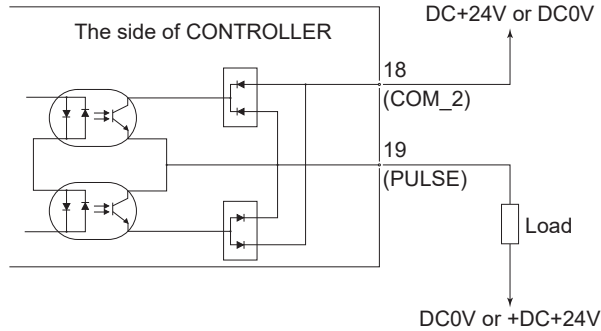 DC+24V or DC0V
The side of CONTROLLER
18
(COM_2)
19
(PULSE)
Load
DC0V or +DC+24V